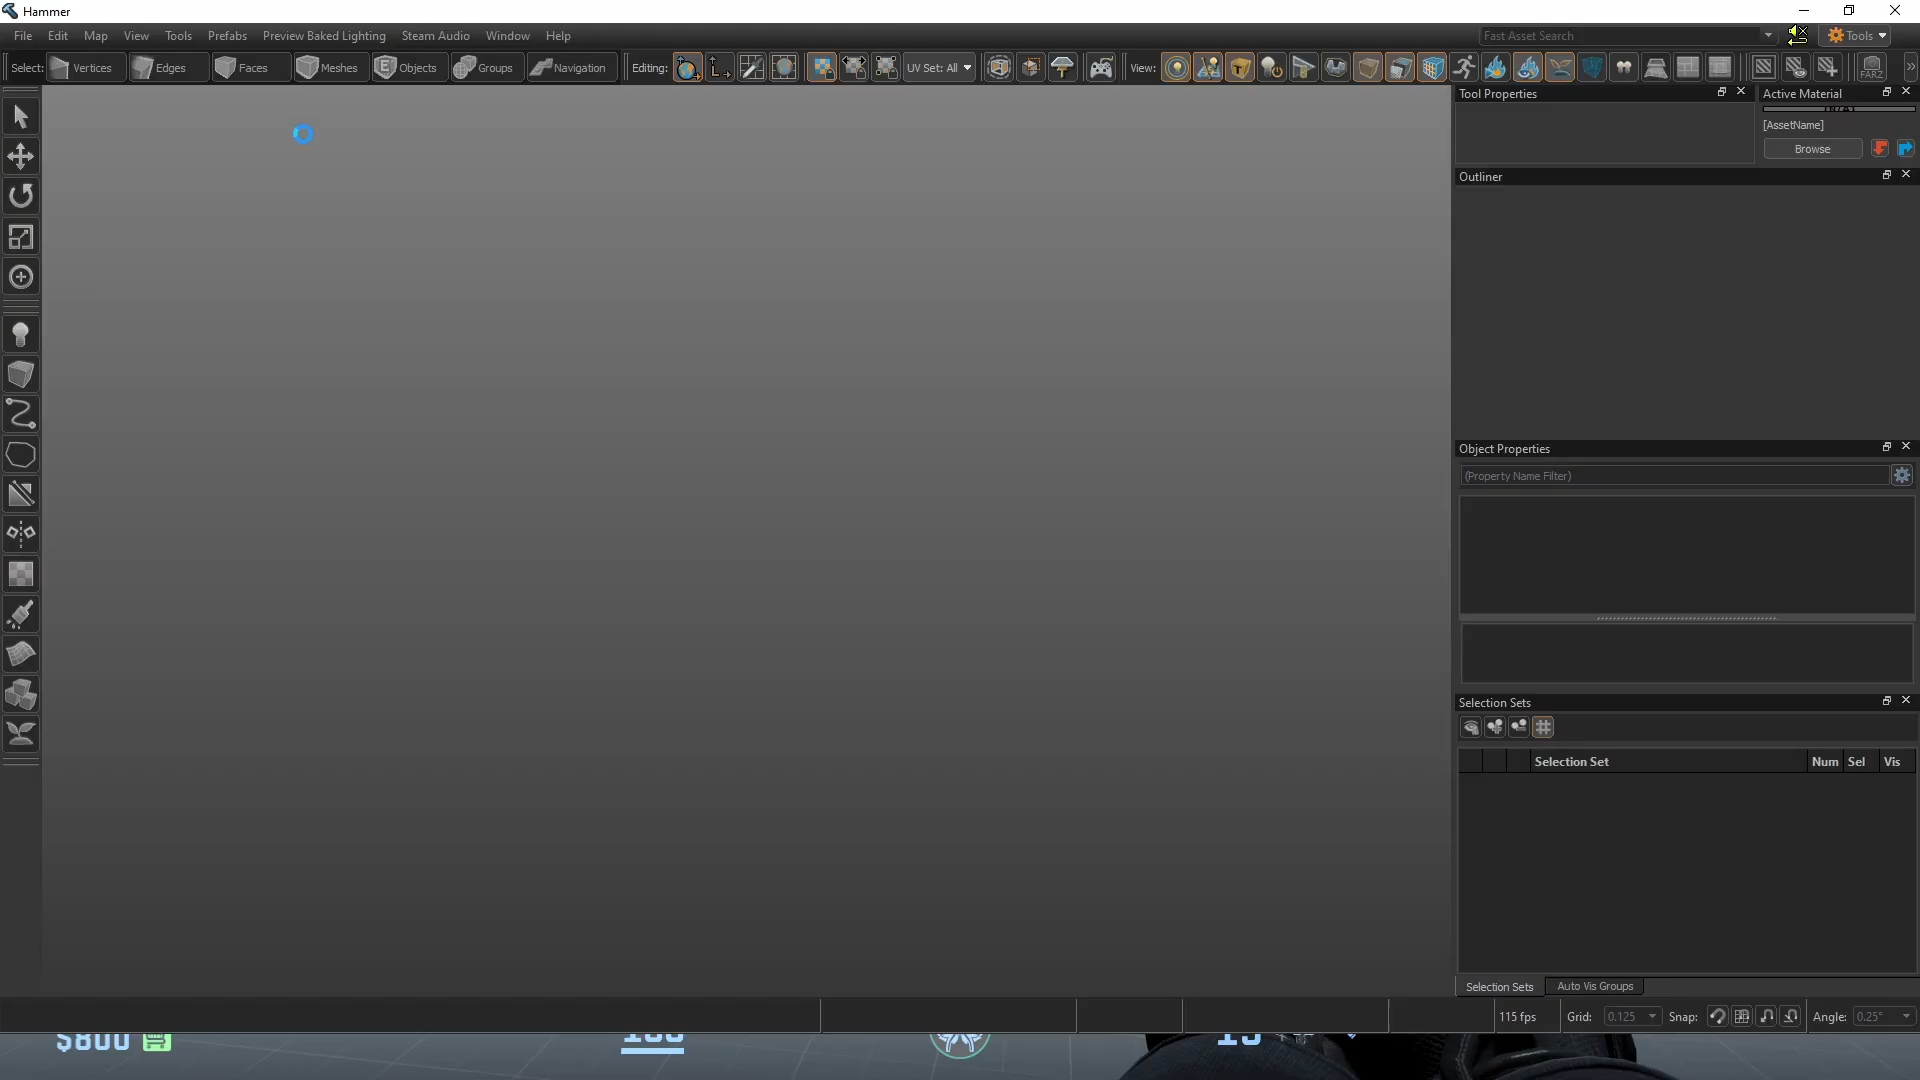 Hammer
File Edit Map View Tools Prefabs Preview Baked Lighting Steam Audio Window Help
Fast Asset Search
Tools
Select: Vertices Edges Faces Meshes Objects Groups Navigation Editing: UV Set: All View: FARZ
Tool Properties
Active Material
[AssetName]
Browse
Outliner
Object Properties
(Property Name Filter)
Selection Sets
Selection Set Num Sel Vis
Selection Sets Auto Vis Groups
115 fps Grid: 0.125 Snap: Angle: 0.25°
$800